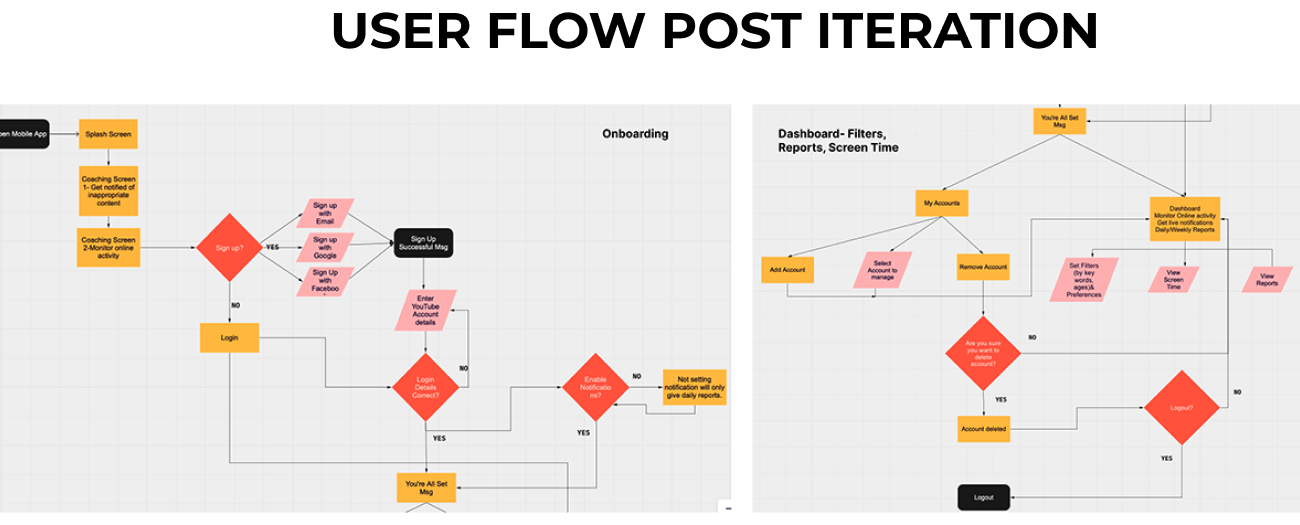 USER FLOW POST ITERATION
Onboarding
pen Mobile App
Splash Screen
Coaching Screen
1- Get notified of
inappropriate
content
Coaching Screen
2-Monitor online
activity
Sign up?
YES
NO
Sign up
with
Email
Sign up
with
Google
Sign Up
with
Faceboo
Sign Up
Successful Msg
Enter
YouTube
Account
details
Login
Login
Details
Correct?
NO
YES
Enable
Notificatio
ns?
NO
YES
Not setting
notification will only
give daily reports.
You're All Set
Msg
Dashboard- Filters,
Reports, Screen Time
You're All Set
Msg
My Accounts
Dashboard
Monitor Online activity
Get live notifications
Daily/Weekly Reports
Add Account
Select
Account to
manage
Remove Account
Set Filters
(by key
words,
ages)&
Preferences
View
Screen
Time
View
Reports
Are you sure
you want to
delete
account?
NO
YES
Account deleted
Logout?
NO
YES
Logout